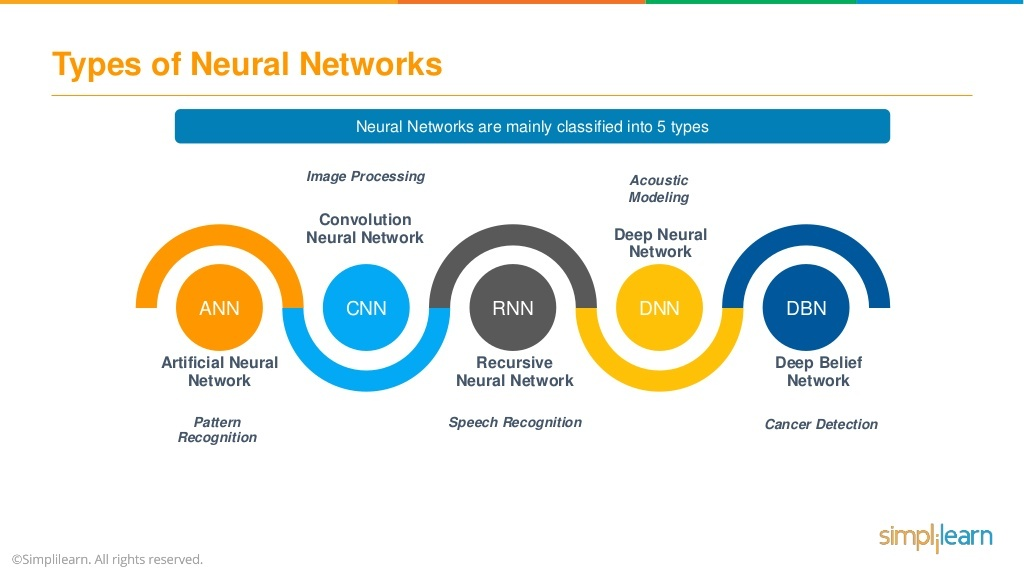 Types of Neural Networks
Neural Networks are mainly classified into 5 types
Image Processing
Convolution
Neural Network
Acoustic
Modeling
Deep Neural
Network
ANN
CNN
RNN
DNN
DBN
Artificial Neural
Network
Pattern
Recognition
Recursive
Neural Network
Speech Recognition
Deep Belief
Network
Cancer Detection
simplilearn
©Simplilearn. All rights reserved.